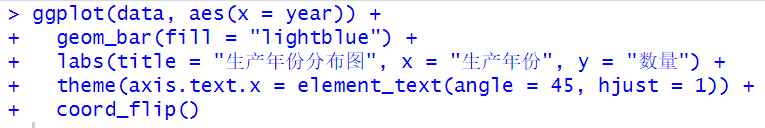 > ggplot(data, aes(x = year)) +
+   geom_bar(fill = "lightblue") +
+   labs(title = "生产年份分布图", x = "生产年份", y = "数量") +
+   theme(axis.text.x = element_text(angle = 45, hjust = 1)) +
+   coord_flip()